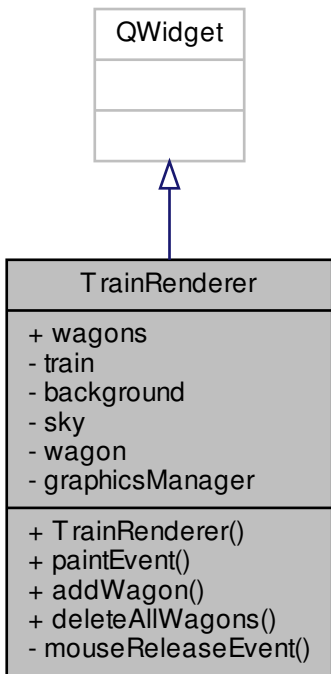 QWidget
TrainRenderer
+ wagons
- train
- background
- sky
- wagon
- graphicsManager
+ TrainRenderer()
+ paintEvent()
+ addWagon()
+ deleteAllWagons()
- mouseReleaseEvent()